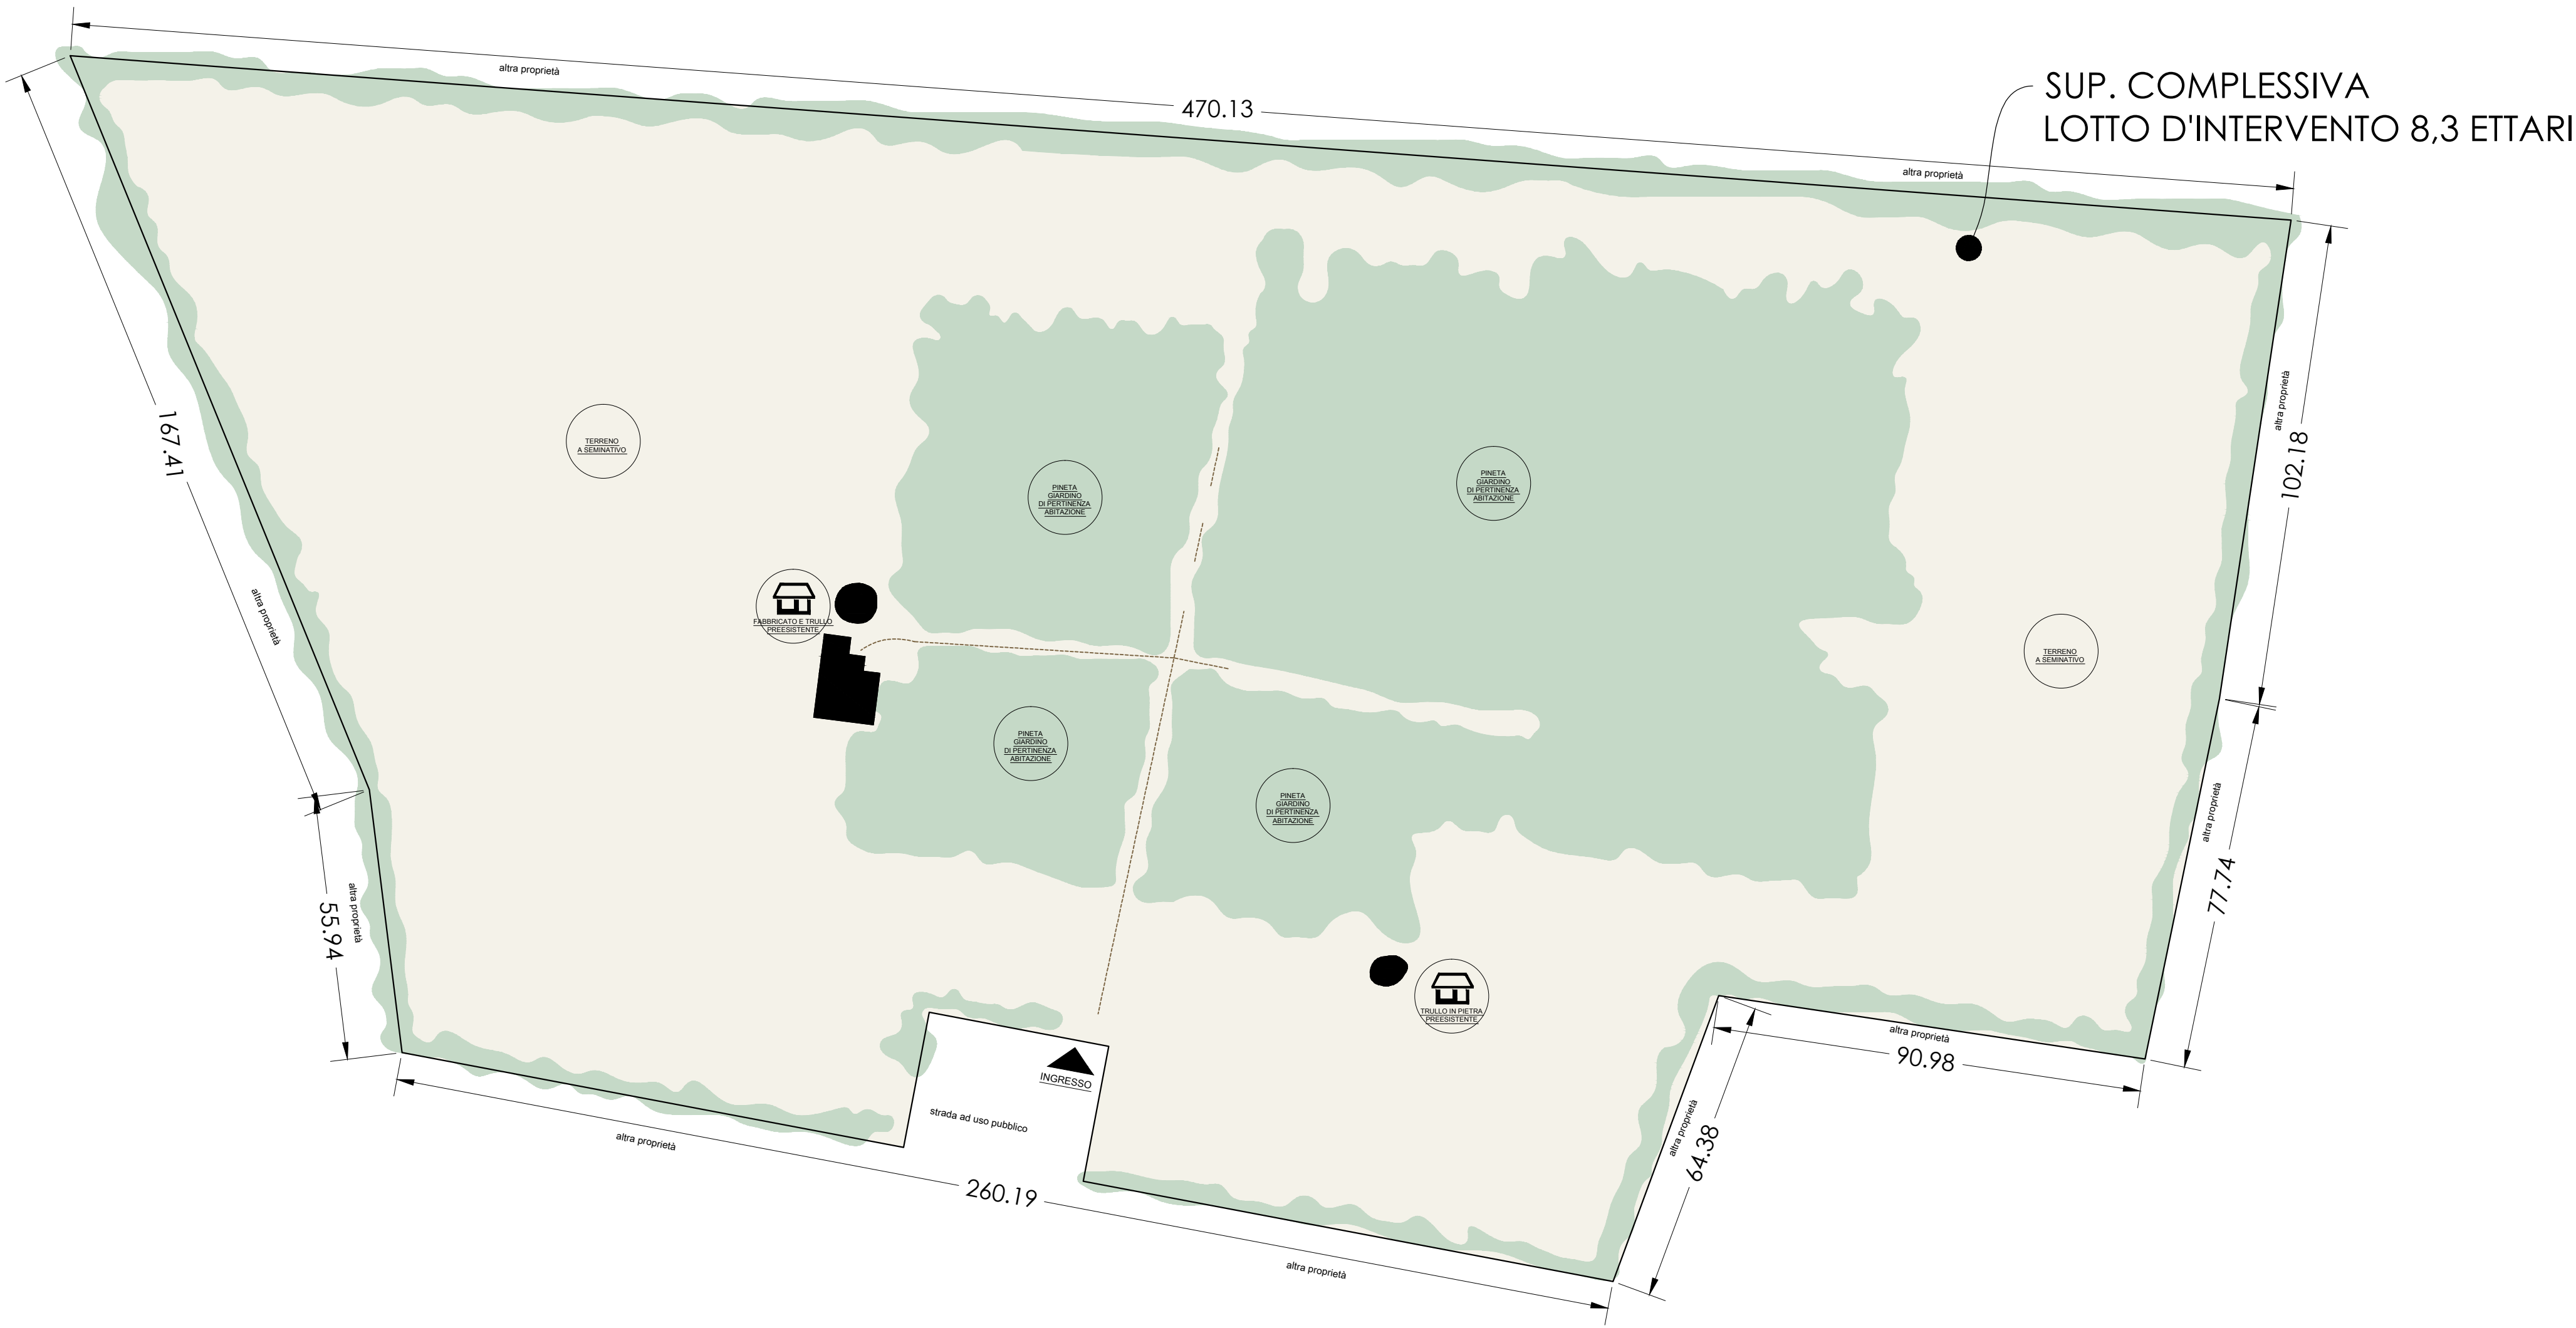 altra proprietà
470.13
SUP. COMPLESSIVA
LOTTO D'INTERVENTO 8,3 ETTARI
altra proprietà
167.41
altra proprietà
TERRENO
A SEMINATIVO
PINETA
GIARDINO
DI PERTINENZA
ABITAZIONE
PINETA
GIARDINO
DI PERTINENZA
ABITAZIONE
altra proprietà
102.18
FABBRICATO E TRULLO
PREESISTENTE
TERRENO
A SEMINATIVO
PINETA
GIARDINO
DI PERTINENZA
ABITAZIONE
PINETA
GIARDINO
DI PERTINENZA
ABITAZIONE
altra proprietà
77.74
55.94
altra proprietà
TRULLO IN PIETRA
PREESISTENTE
altra proprietà
90.98
INGRESSO
strada ad uso pubblico
altra proprietà
64.38
altra proprietà
260.19
altra proprietà